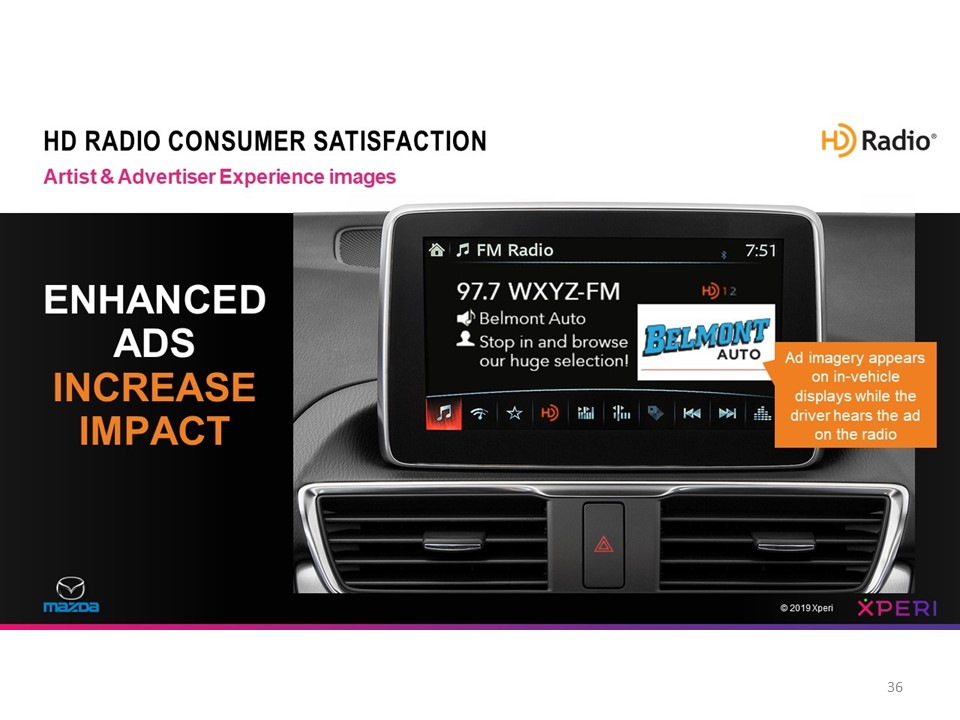 HD RADIO CONSUMER SATISFACTION
HD Radio®
Artist & Advertiser Experience images
ENHANCED
ADS
INCREASE
IMPACT
FM Radio
7:51
97.7 WXYZ-FM
HD 1 2
Belmont Auto
Stop in and browse
our huge selection!
BELMONT
AUTO
HD
Ad imagery appears
on in-vehicle
displays while the
driver hears the ad
on the radio
mazDa
© 2019 Xperi
XPERI
36